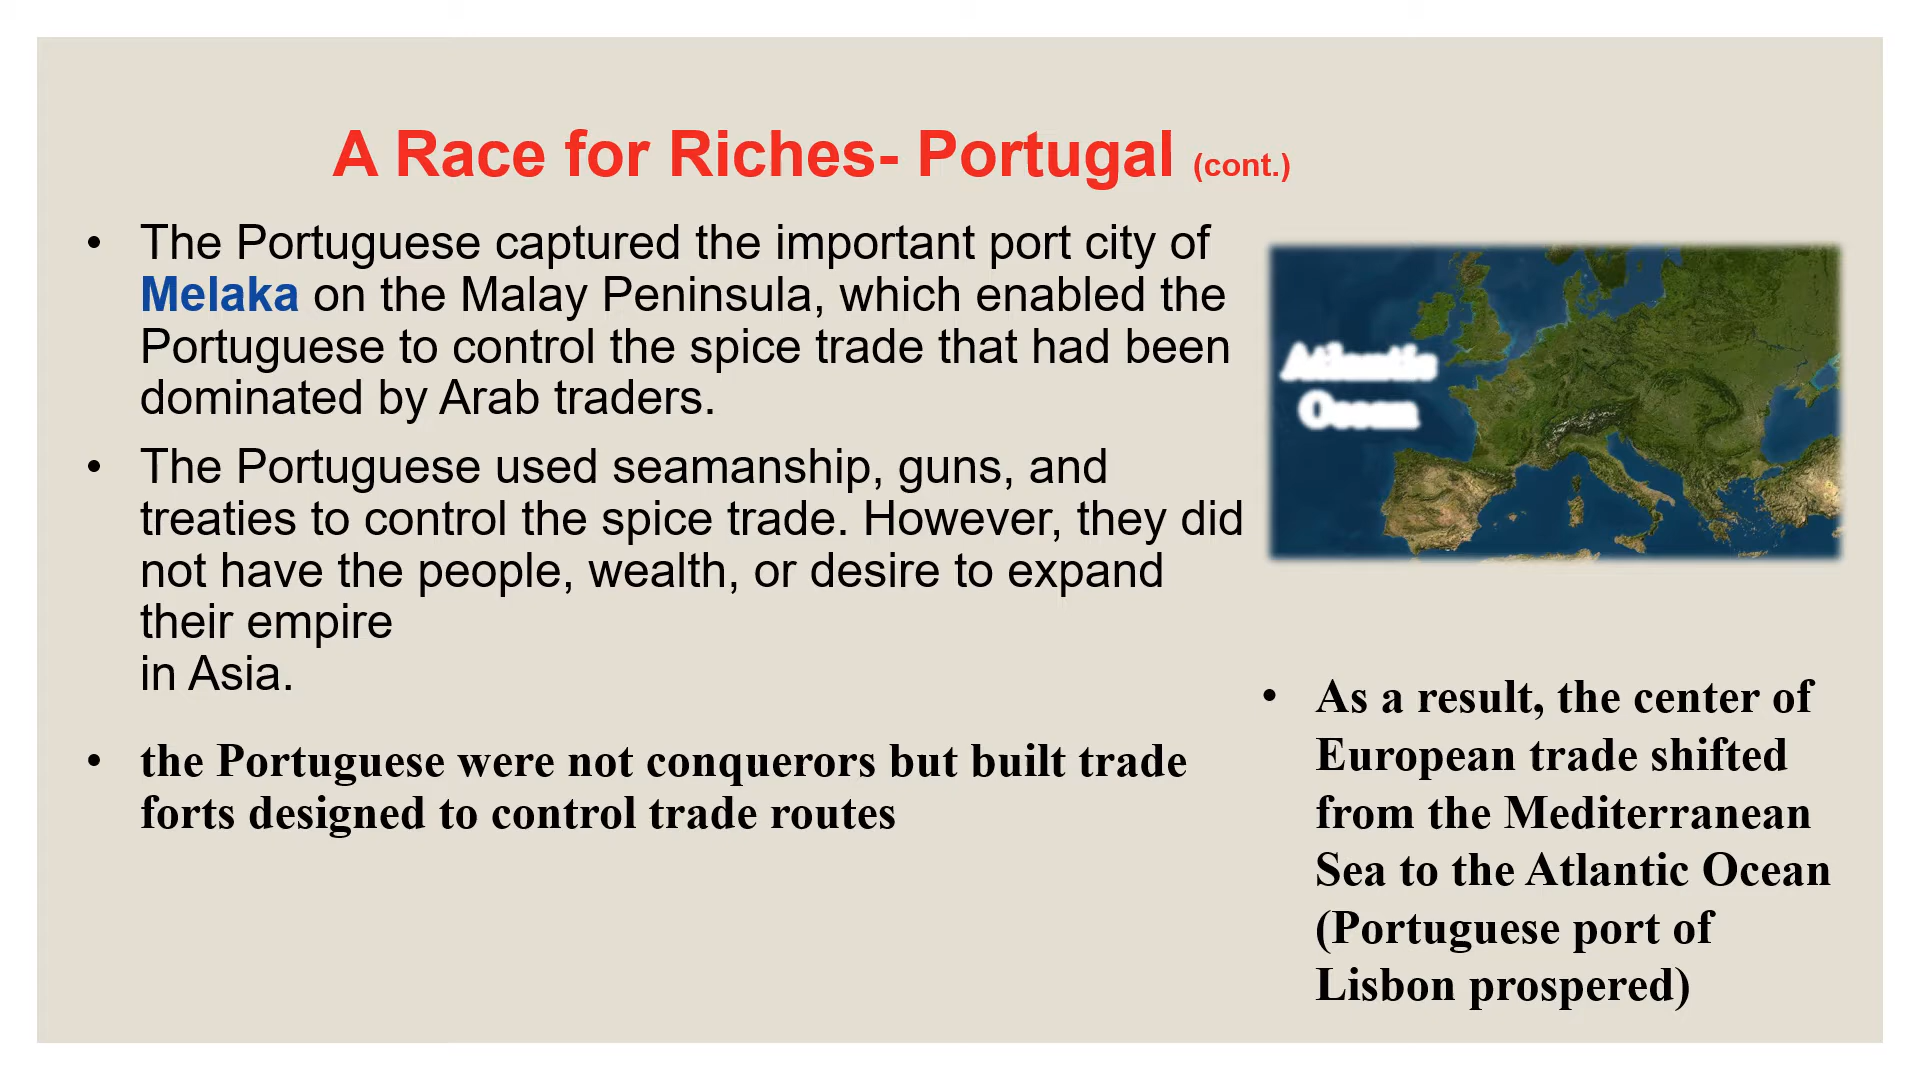 A Race for Riches- Portugal (cont.)
• The Portuguese captured the important port city of
Melaka on the Malay Peninsula, which enabled the
Portuguese to control the spice trade that had been
dominated by Arab traders.
• The Portuguese used seamanship, guns, and
treaties to control the spice trade. However, they did
not have the people, wealth, or desire to expand
their empire
in Asia.
• the Portuguese were not conquerors but built trade
forts designed to control trade routes
Atlantic
Ocean
• As a result, the center of
European trade shifted
from the Mediterranean
Sea to the Atlantic Ocean
(Portuguese port of
Lisbon prospered)